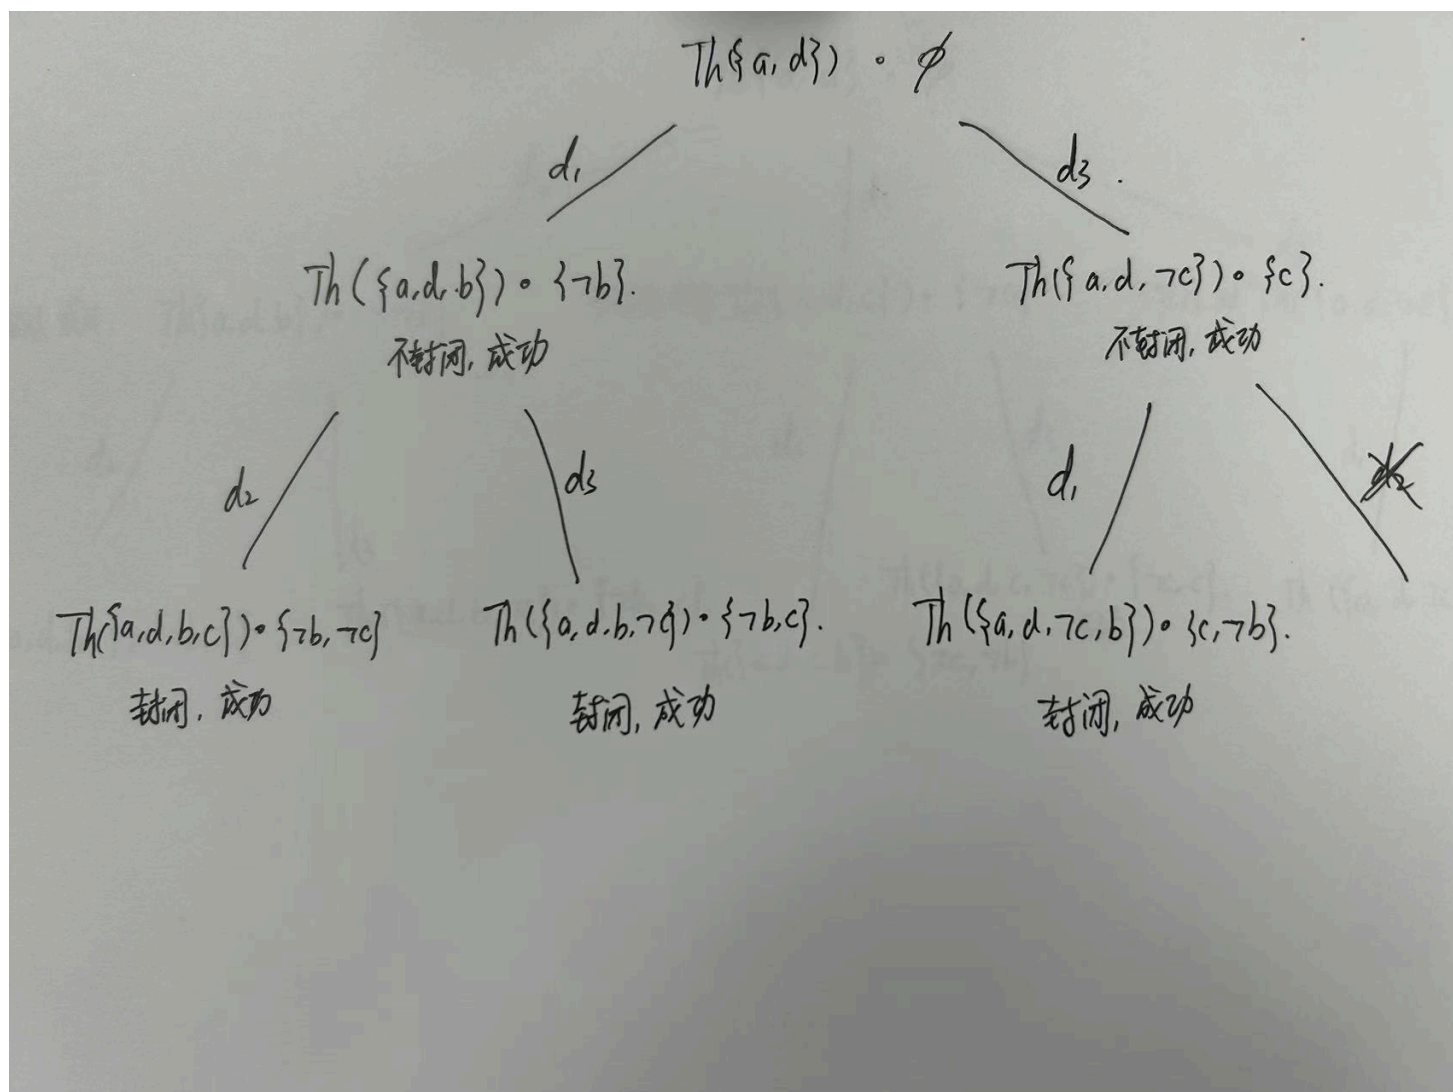 Th({a, d}) ∘ ∅
d₁
d₃
Th({a,d,b}) ∘ {¬b}.
Th({a,d,¬c}) ∘ {c}.
不封闭, 成功
不封闭, 成功
d₂
d₃
d₁
d₂
Th({a,d,b,c}) ∘ {¬b,¬c}
Th({a,d,b,¬c}) ∘ {¬b,c}.
Th({a,d,¬c,b}) ∘ {c,¬b}.
封闭, 成功
封闭, 成功
封闭, 成功